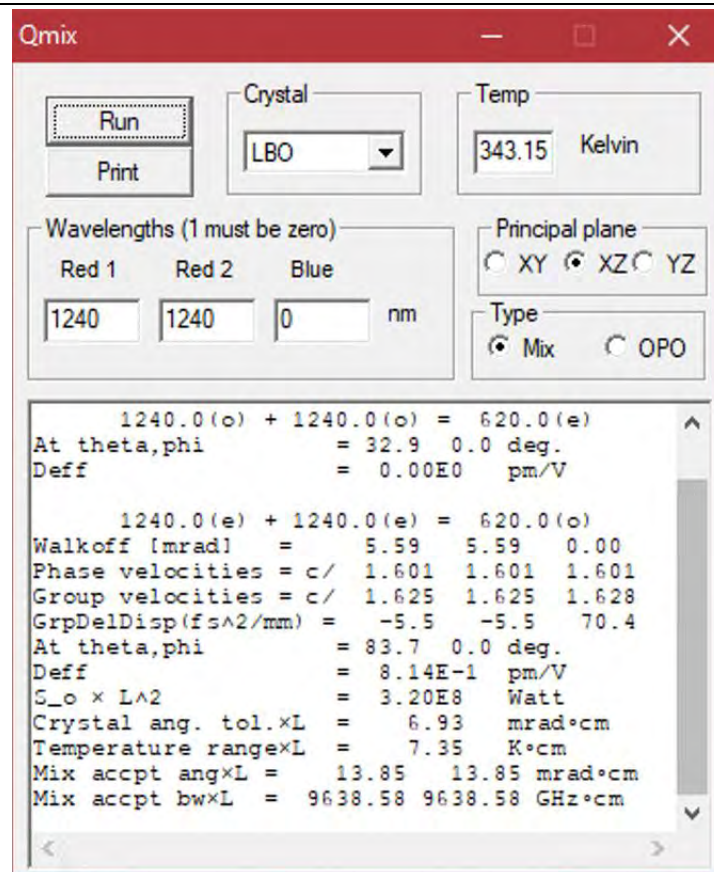 Qmix
Run
Print
Crystal
LBO
Temp
343.15 Kelvin
Wavelengths (1 must be zero)
Red 1 Red 2 Blue
1240 1240 0 nm
Principal plane
XY XZ YZ
Type
Mix OPO
1240.0(o) + 1240.0(o) = 620.0(e)
At theta,phi = 32.9 0.0 deg.
Deff = 0.00E0 pm/V
1240.0(e) + 1240.0(e) = 620.0(o)
Walkoff [mrad] = 5.59 5.59 0.00
Phase velocities = c/ 1.601 1.601 1.601
Group velocities = c/ 1.625 1.625 1.628
GrpDelDisp(fs^2/mm) = -5.5 -5.5 70.4
At theta,phi = 83.7 0.0 deg.
Deff = 8.14E-1 pm/V
S_o × L^2 = 3.20E8 Watt
Crystal ang. tol.×L = 6.93 mrad∘cm
Temperature range×L = 7.35 K∘cm
Mix accpt ang×L = 13.85 13.85 mrad∘cm
Mix accpt bw×L = 9638.58 9638.58 GHz∘cm